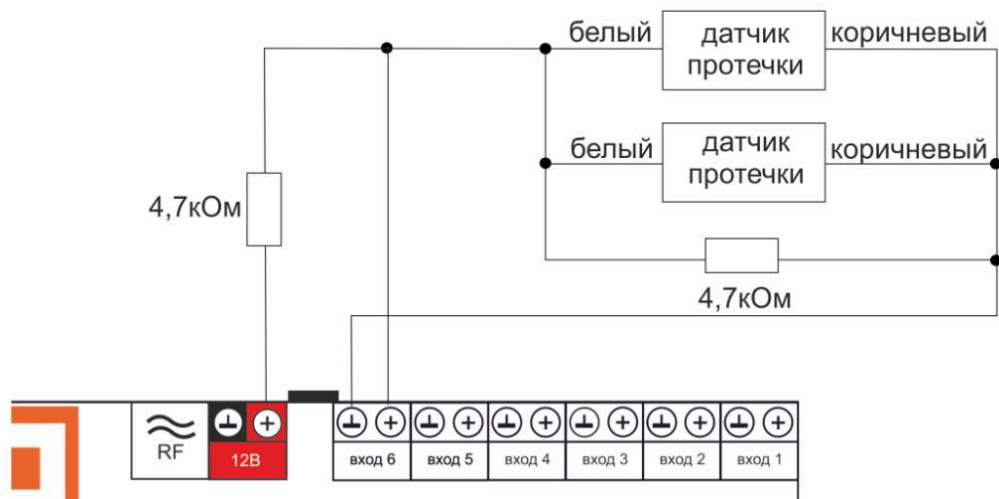 белый
датчик
протечки
коричневый
белый
датчик
протечки
коричневый
4,7кОм
4,7кОм
RF
12В
вход 6
вход 5
вход 4
вход 3
вход 2
вход 1